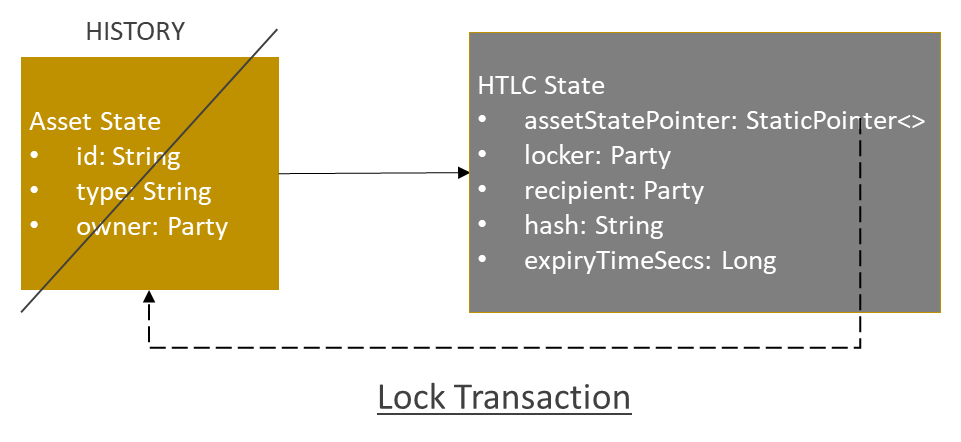 HISTORY
Asset State
• id: String
• type: String
• owner: Party
HTLC State
• assetStatePointer: StaticPointer<>
• locker: Party
• recipient: Party
• hash: String
• expiryTimeSecs: Long
Lock Transaction